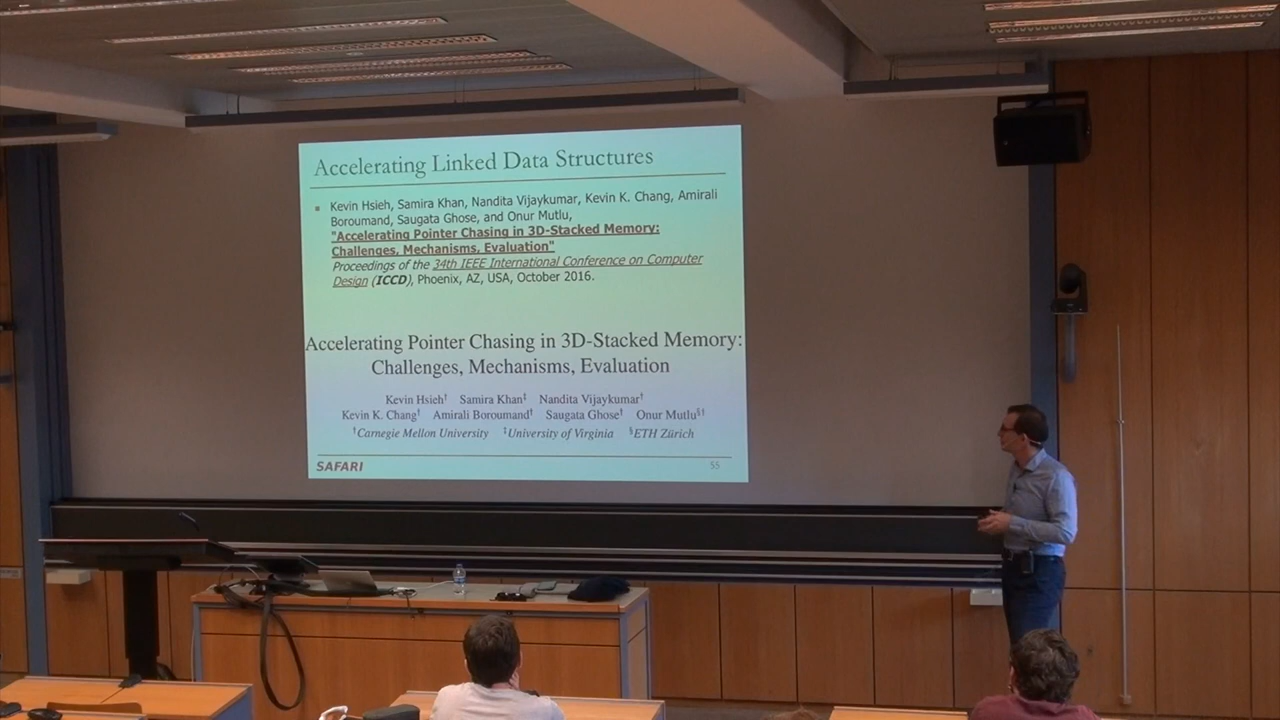 Accelerating Linked Data Structures
Kevin Hsieh, Samira Khan, Nandita Vijaykumar, Kevin K. Chang, Amirali
Boroumand, Saugata Ghose, and Onur Mutlu,
"Accelerating Pointer Chasing in 3D-Stacked Memory:
Challenges, Mechanisms, Evaluation"
Proceedings of the 34th IEEE International Conference on Computer
Design (ICCD), Phoenix, AZ, USA, October 2016.
Accelerating Pointer Chasing in 3D-Stacked Memory:
Challenges, Mechanisms, Evaluation
Kevin Hsieh† Samira Khan‡ Nandita Vijaykumar†
Kevin K. Chang† Amirali Boroumand† Saugata Ghose† Onur Mutlu§†
†Carnegie Mellon University ‡University of Virginia §ETH Zürich
SAFARI 55